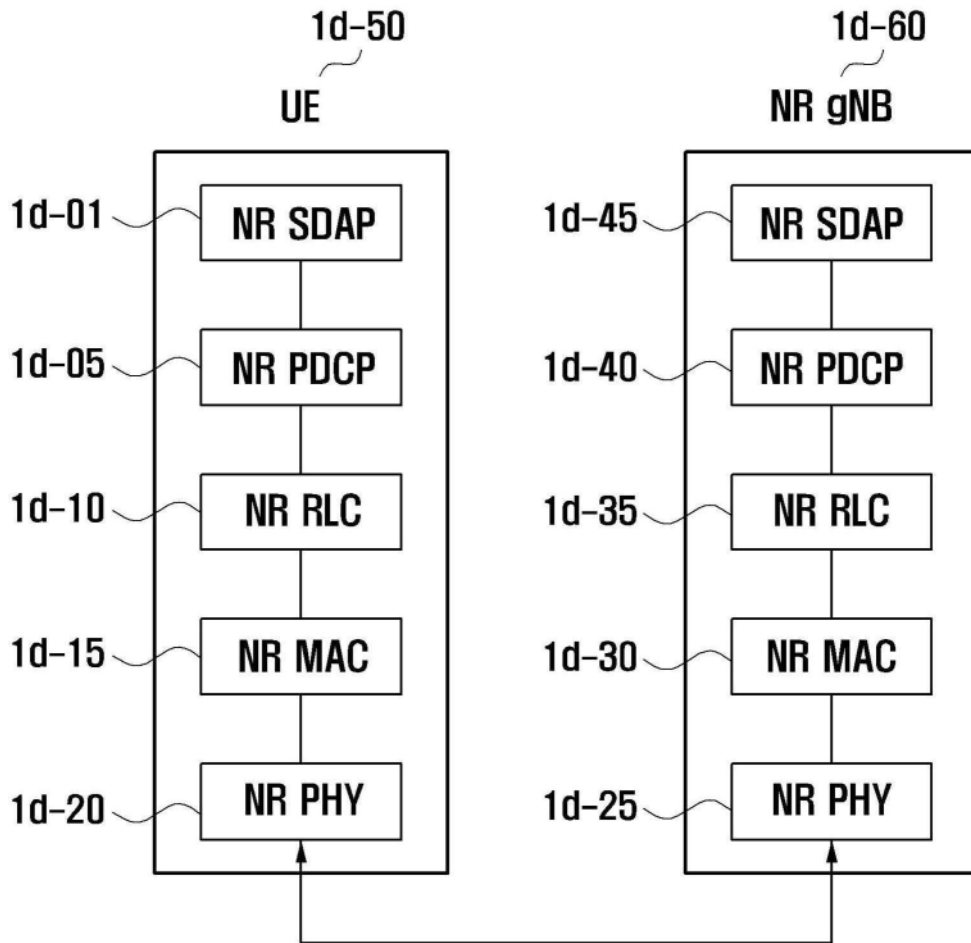 1d-50
1d-60
UE
NR gNB
1d-01
NR SDAP
1d-45
NR SDAP
1d-05
NR PDCP
1d-40
NR PDCP
1d-10
NR RLC
1d-35
NR RLC
1d-15
NR MAC
1d-30
NR MAC
1d-20
NR PHY
1d-25
NR PHY